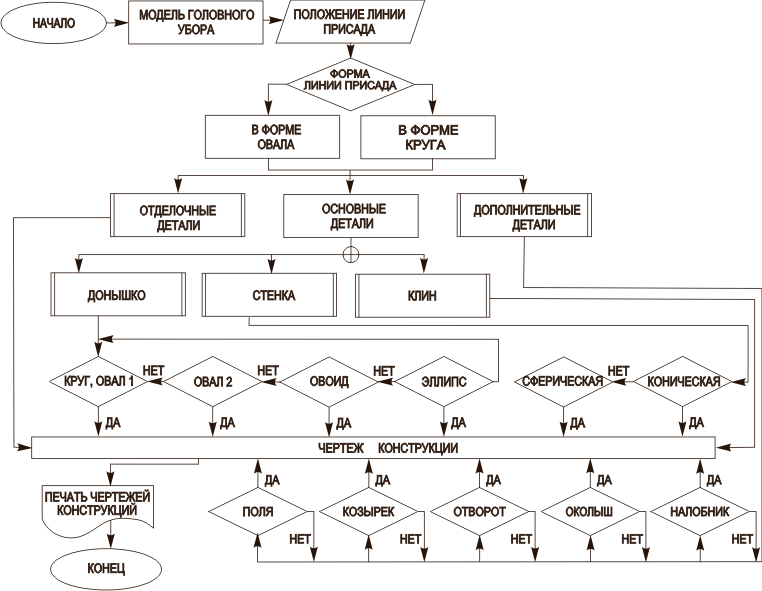 НАЧАЛО
МОДЕЛЬ ГОЛОВНОГО
УБОРА
ПОЛОЖЕНИЕ ЛИНИИ
ПРИСАДА
ФОРМА
ЛИНИИ ПРИСАДА
В ФОРМЕ
ОВАЛА
В ФОРМЕ
КРУГА
ОТДЕЛОЧНЫЕ
ДЕТАЛИ
ОСНОВНЫЕ
ДЕТАЛИ
ДОПОЛНИТЕЛЬНЫЕ
ДЕТАЛИ
ДОНЫШКО
СТЕНКА
КЛИН
КРУГ, ОВАЛ 1
НЕТ
ОВАЛ 2
НЕТ
ОВОИД
НЕТ
ЭЛЛИПС
СФЕРИЧЕСКАЯ
НЕТ
КОНИЧЕСКАЯ
ДА
ДА
ДА
ДА
ДА
ДА
ЧЕРТЕЖ КОНСТРУКЦИИ
ПЕЧАТЬ ЧЕРТЕЖЕЙ
КОНСТРУКЦИЙ
КОНЕЦ
ДА
ДА
ДА
ДА
ДА
ПОЛЯ
КОЗЫРЕК
ОТВОРОТ
ОКОЛЫШ
НАЛОБНИК
НЕТ
НЕТ
НЕТ
НЕТ
НЕТ